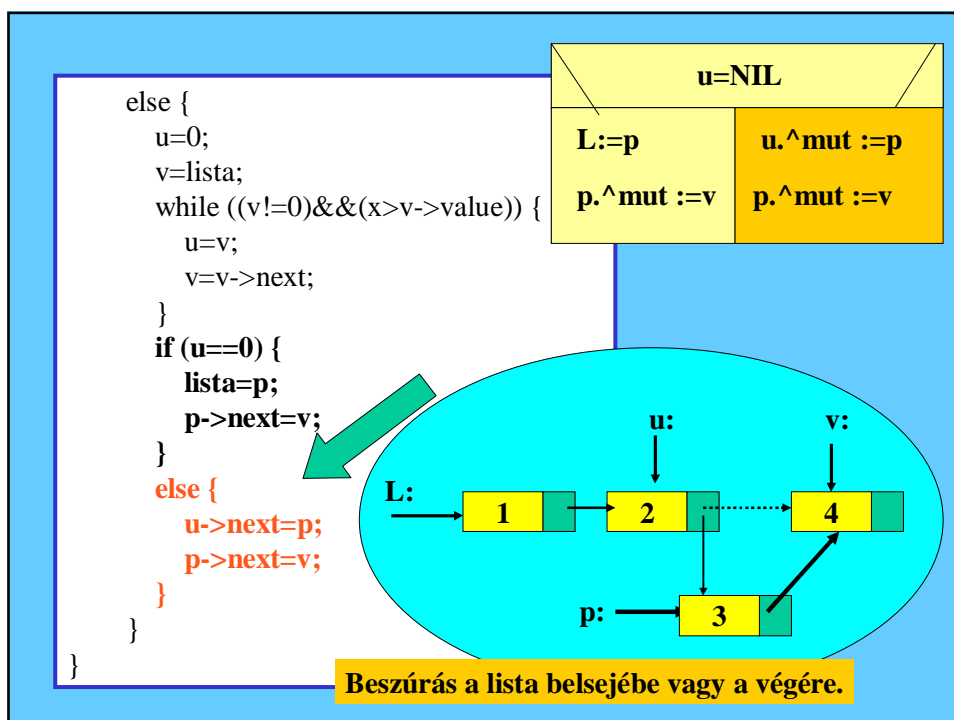 else {
u=0;
v=lista;
while ((v!=0)&&(x>v->value)) {
u=v;
v=v->next;
}
if (u==0) {
lista=p;
p->next=v;
}
else {
u->next=p;
p->next=v;
}
}
}
u=NIL
L:=p
p.^mut :=v
u.^mut :=p
p.^mut :=v
u:
v:
L:
1
2
4
p:
3
Beszúrás a lista belsejébe vagy a végére.